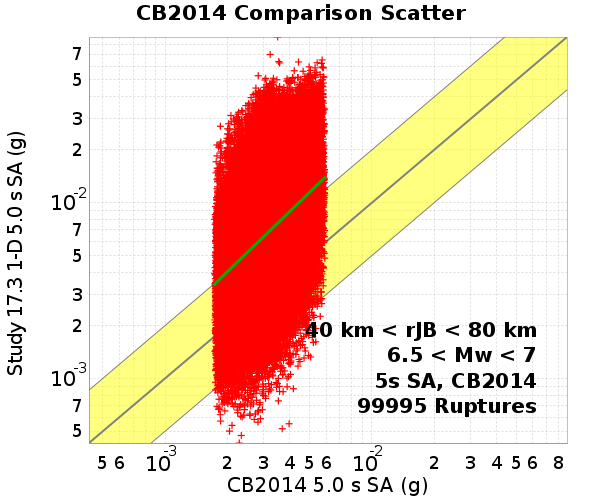 CB2014 Comparison Scatter
Study 17.3 1-D 5.0 s SA (g)
7
5
3
2
10-2
7
5
3
2
10-3
7
5
40 km < rJB < 80 km
6.5 < Mw < 7
5s SA, CB2014
99995 Ruptures
5 6 10-3 2 3 4 5 6 10-2 2 3 4 5 6 8
CB2014 5.0 s SA (g)